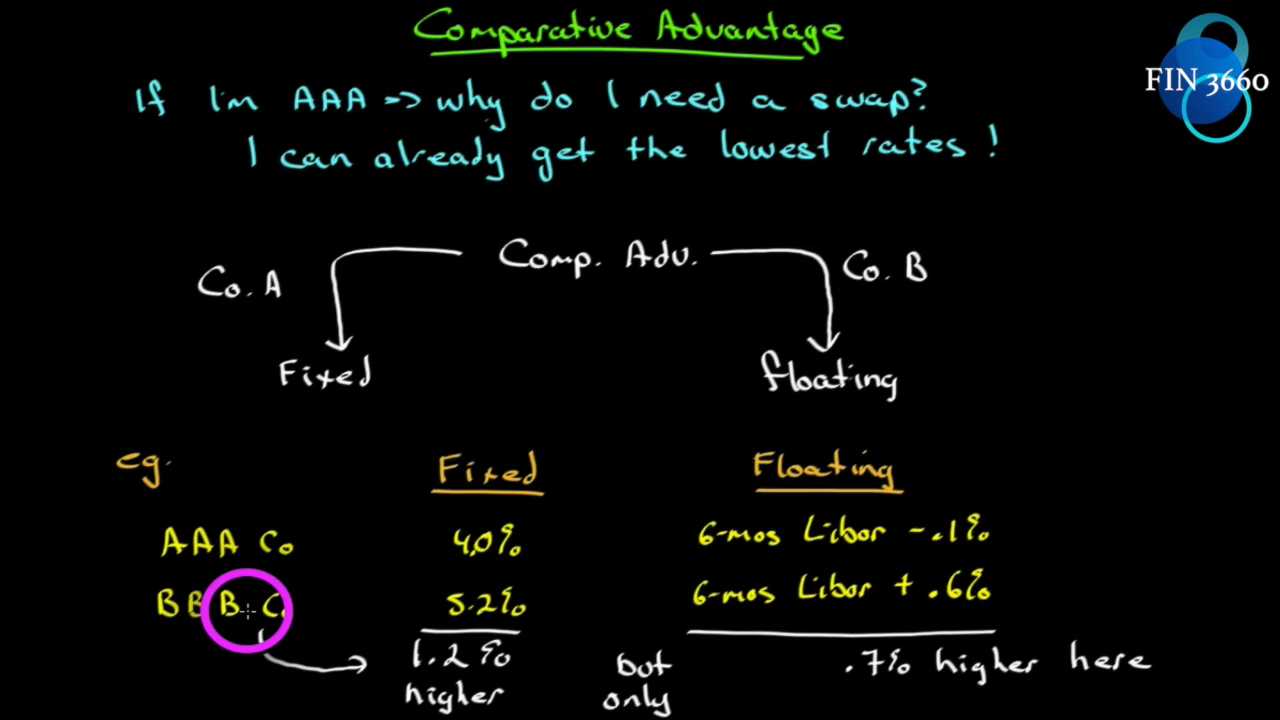 Comparative Advantage
FIN 3660
If I'm AAA => why do I need a swap?
I can already get the lowest rates!
Comp. Adv.
Co. A
Co. B
Fixed
floating
eg.
Fixed
Floating
AAA Co
4.0%
6-mos Libor -.1%
BBB Co
5.2%
6-mos Libor + .6%
1.2%
higher
but
only
.7% higher here